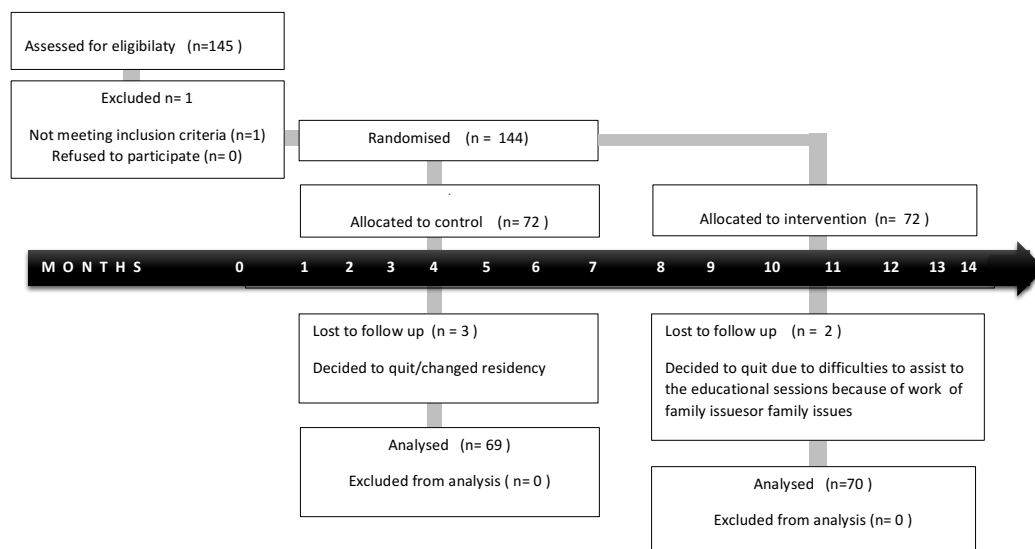 Assessed for eligibilaty (n=145 )
Excluded n= 1
Not meeting inclusion criteria (n=1)
Refused to participate (n= 0)
Randomised (n = 144)
Allocated to control (n= 72 )
Allocated to intervention (n= 72 )
M O N T H S 0 1 2 3 4 5 6 7 8 9 10 11 12 13 14
Lost to follow up (n = 3 )
Decided to quit/changed residency
Lost to follow up (n = 2 )
Decided to quit due to difficulties to assist to
the educational sessions because of work of
family issuesor family issues
Analysed (n= 69 )
Excluded from analysis ( n= 0 )
Analysed (n=70 )
Excluded from analysis (n= 0 )